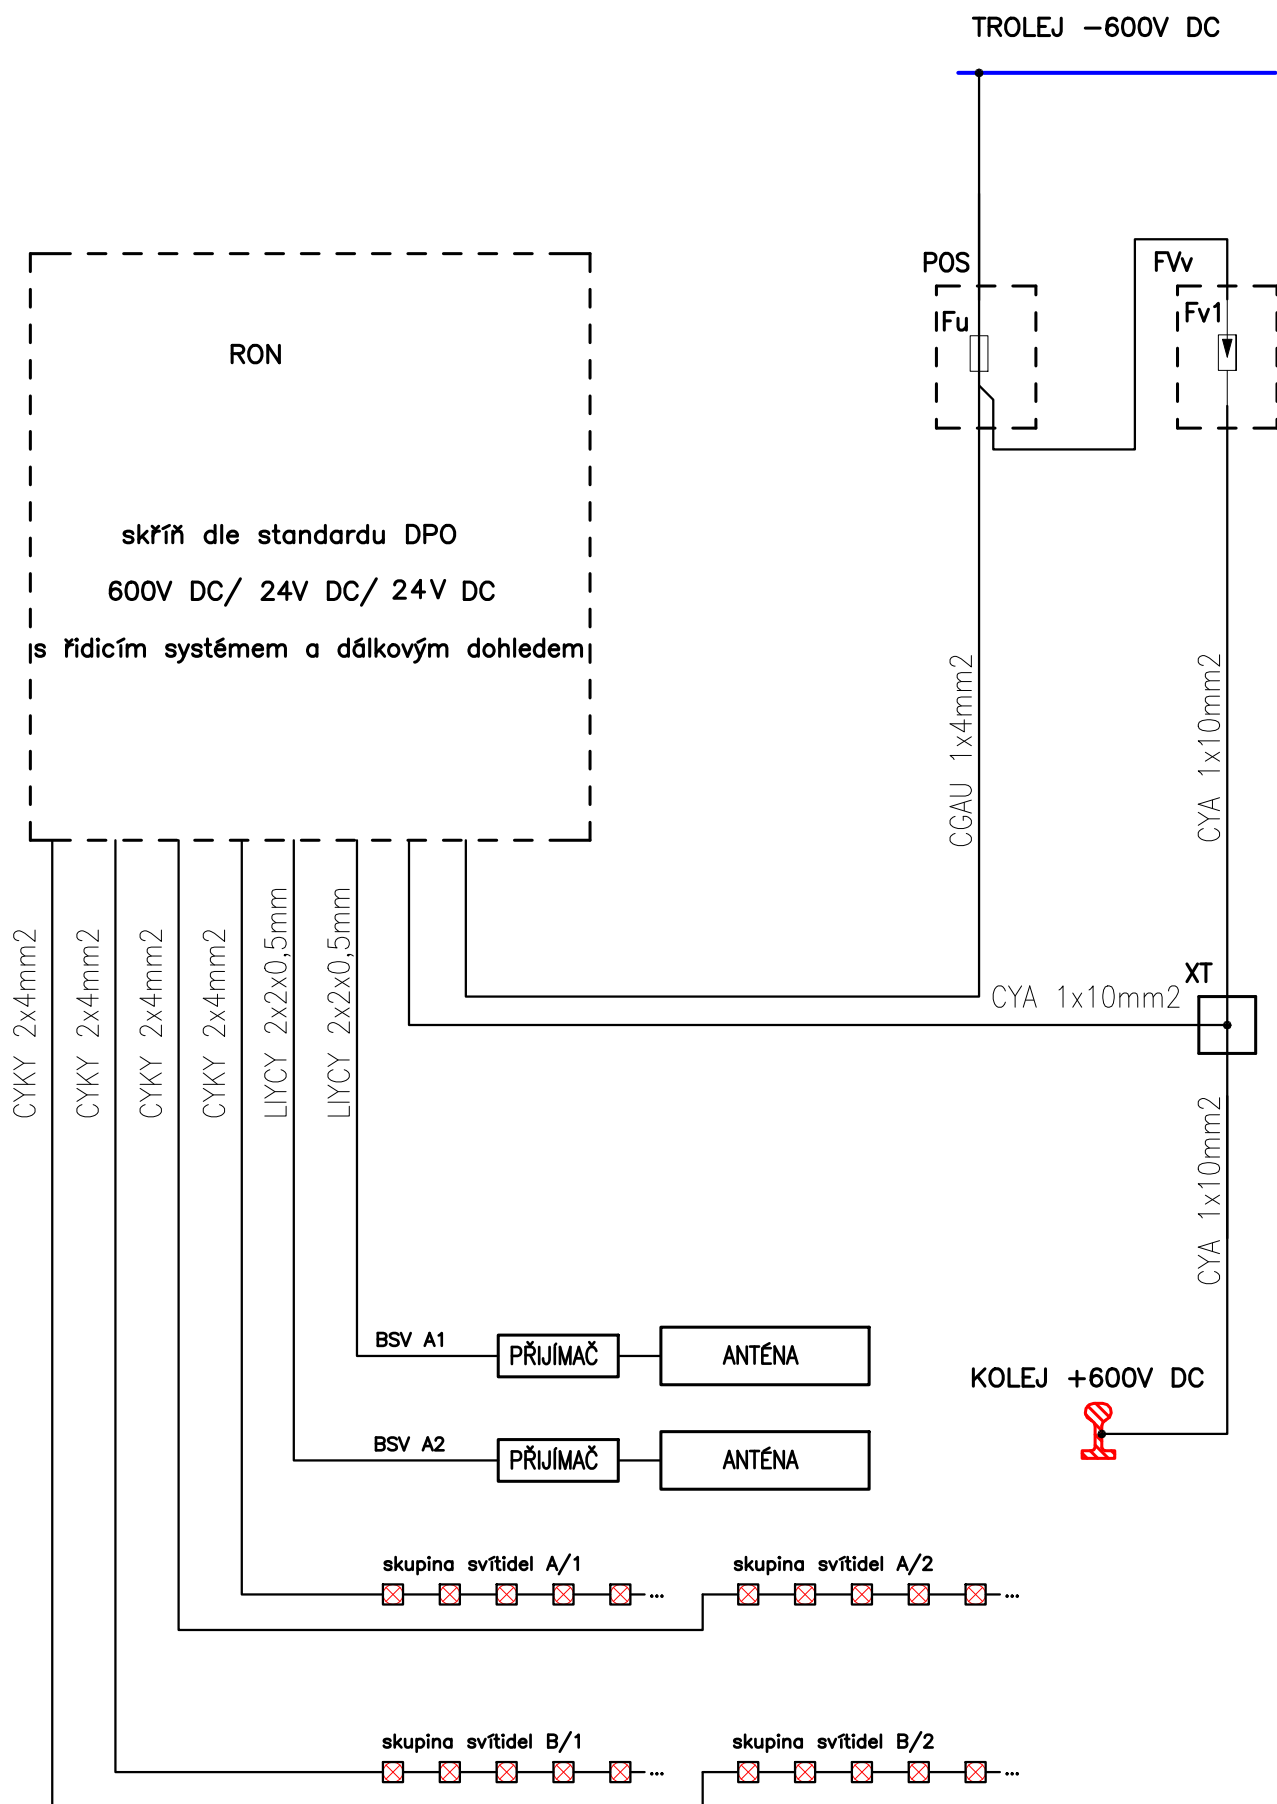 TROLEJ -600V DC
POS
FVv
Fu
Fv1
RON
skříň dle standardu DPO
600V DC/ 24V DC/ 24V DC
s řidicím systémem a dálkovým dohledem
CGAU 1x4mm2
CYA 1x10mm2
CYKY 2x4mm2
CYKY 2x4mm2
CYKY 2x4mm2
CYKY 2x4mm2
LIYCY 2x2x0,5mm
LIYCY 2x2x0,5mm
XT
CYA 1x10mm2
CYA 1x10mm2
BSV A1
PŘIJÍMAČ
ANTÉNA
KOLEJ +600V DC
BSV A2
PŘIJÍMAČ
ANTÉNA
skupina svítidel A/1
skupina svítidel A/2
...
...
skupina svítidel B/1
skupina svítidel B/2
...
...